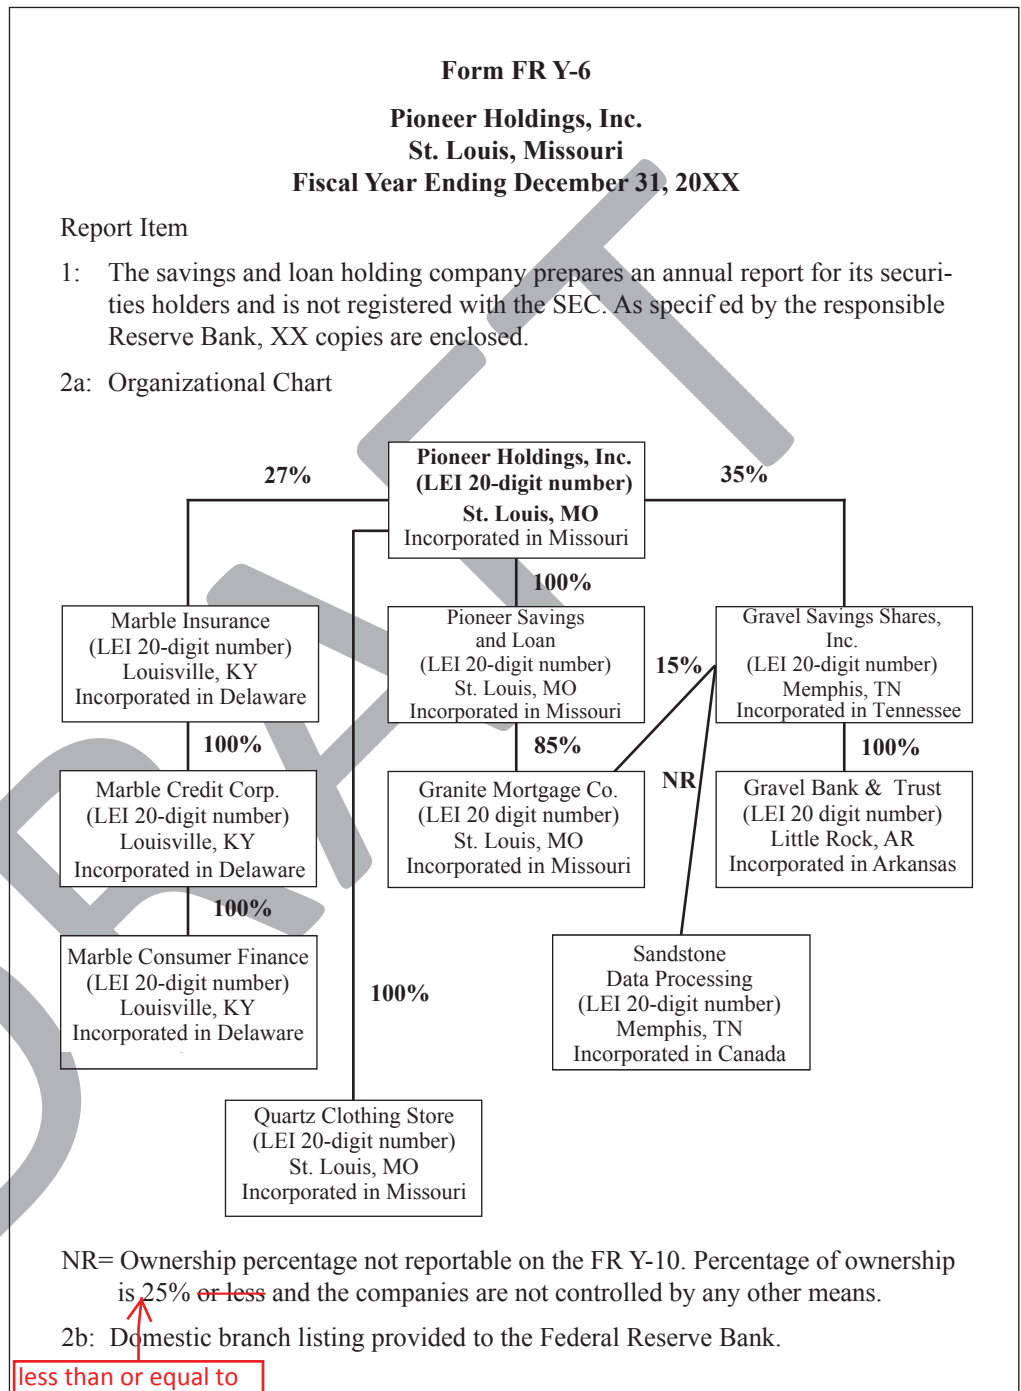 Form FR Y-6
Pioneer Holdings, Inc.
St. Louis, Missouri
Fiscal Year Ending December 31, 20XX
Report Item
1: The savings and loan holding company prepares an annual report for its securi-
ties holders and is not registered with the SEC. As specif ed by the responsible
Reserve Bank, XX copies are enclosed.
2a: Organizational Chart
Pioneer Holdings, Inc.
(LEI 20-digit number)
St. Louis, MO
Incorporated in Missouri
27%
35%
100%
Marble Insurance
(LEI 20-digit number)
Louisville, KY
Incorporated in Delaware
Pioneer Savings
and Loan
(LEI 20-digit number)
St. Louis, MO
Incorporated in Missouri
Gravel Savings Shares,
Inc.
(LEI 20-digit number)
Memphis, TN
Incorporated in Tennessee
15%
100%
85%
NR
100%
Marble Credit Corp.
(LEI 20-digit number)
Louisville, KY
Incorporated in Delaware
Granite Mortgage Co.
(LEI 20 digit number)
St. Louis, MO
Incorporated in Missouri
Gravel Bank & Trust
(LEI 20 digit number)
Little Rock, AR
Incorporated in Arkansas
100%
Marble Consumer Finance
(LEI 20-digit number)
Louisville, KY
Incorporated in Delaware
100%
Sandstone
Data Processing
(LEI 20-digit number)
Memphis, TN
Incorporated in Canada
Quartz Clothing Store
(LEI 20-digit number)
St. Louis, MO
Incorporated in Missouri
NR= Ownership percentage not reportable on the FR Y-10. Percentage of ownership
is 25% or less and the companies are not controlled by any other means.
2b: Domestic branch listing provided to the Federal Reserve Bank.
less than or equal to
DRAFT